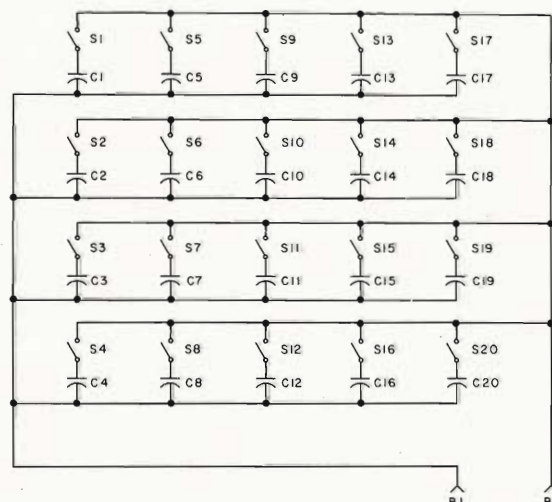 S1 S5 S9 S13 S17
C1 C5 C9 C13 C17
S2 S6 S10 S14 S18
C2 C6 C10 C14 C18
S3 S7 S11 S15 S19
C3 C7 C11 C15 C19
S4 S8 S12 S16 S20
C4 C8 C12 C16 C20